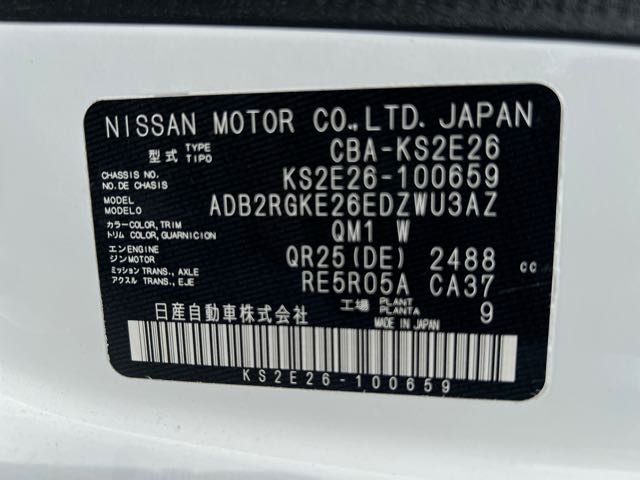 NISSAN MOTOR CO.,LTD. JAPAN
型式 TYPE TIPO CBA-KS2E26
CHASSIS NO. NO. DE CHASIS KS2E26-100659
MODEL MODELO ADB2RGKE26EDZWU3AZ
カラー COLOR, TRIM トリム COLOR, GUARNICION QM1 W
エンジン ENGINE ジン MOTOR QR25(DE) 2488 cc
ミッション TRANS., AXLE アクスル TRANS., EJE RE5R05A CA37
日産自動車株式会社 工場 PLANT PLANTA 9
MADE IN JAPAN
KS2E26-100659